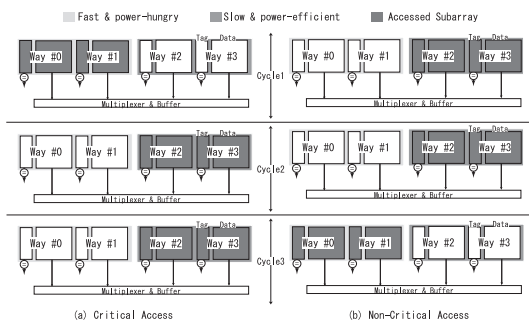 Fast & power-hungry Slow & power-efficient Accessed Subarray
Tag Data Tag Data
Way #0 Way #1 Way #2 Way #3 Cycle1 Way #0 Way #1 Way #2 Way #3
= = = = = = = =
Multiplexer & Buffer Multiplexer & Buffer
Tag Data Tag Data
Way #0 Way #1 Way #2 Way #3 Cycle2 Way #0 Way #1 Way #2 Way #3
= = = = = = = =
Multiplexer & Buffer Multiplexer & Buffer
Tag Data Tag Data
Way #0 Way #1 Way #2 Way #3 Cycle3 Way #0 Way #1 Way #2 Way #3
= = = = = = = =
Multiplexer & Buffer Multiplexer & Buffer
(a) Critical Access (b) Non-Critical Access